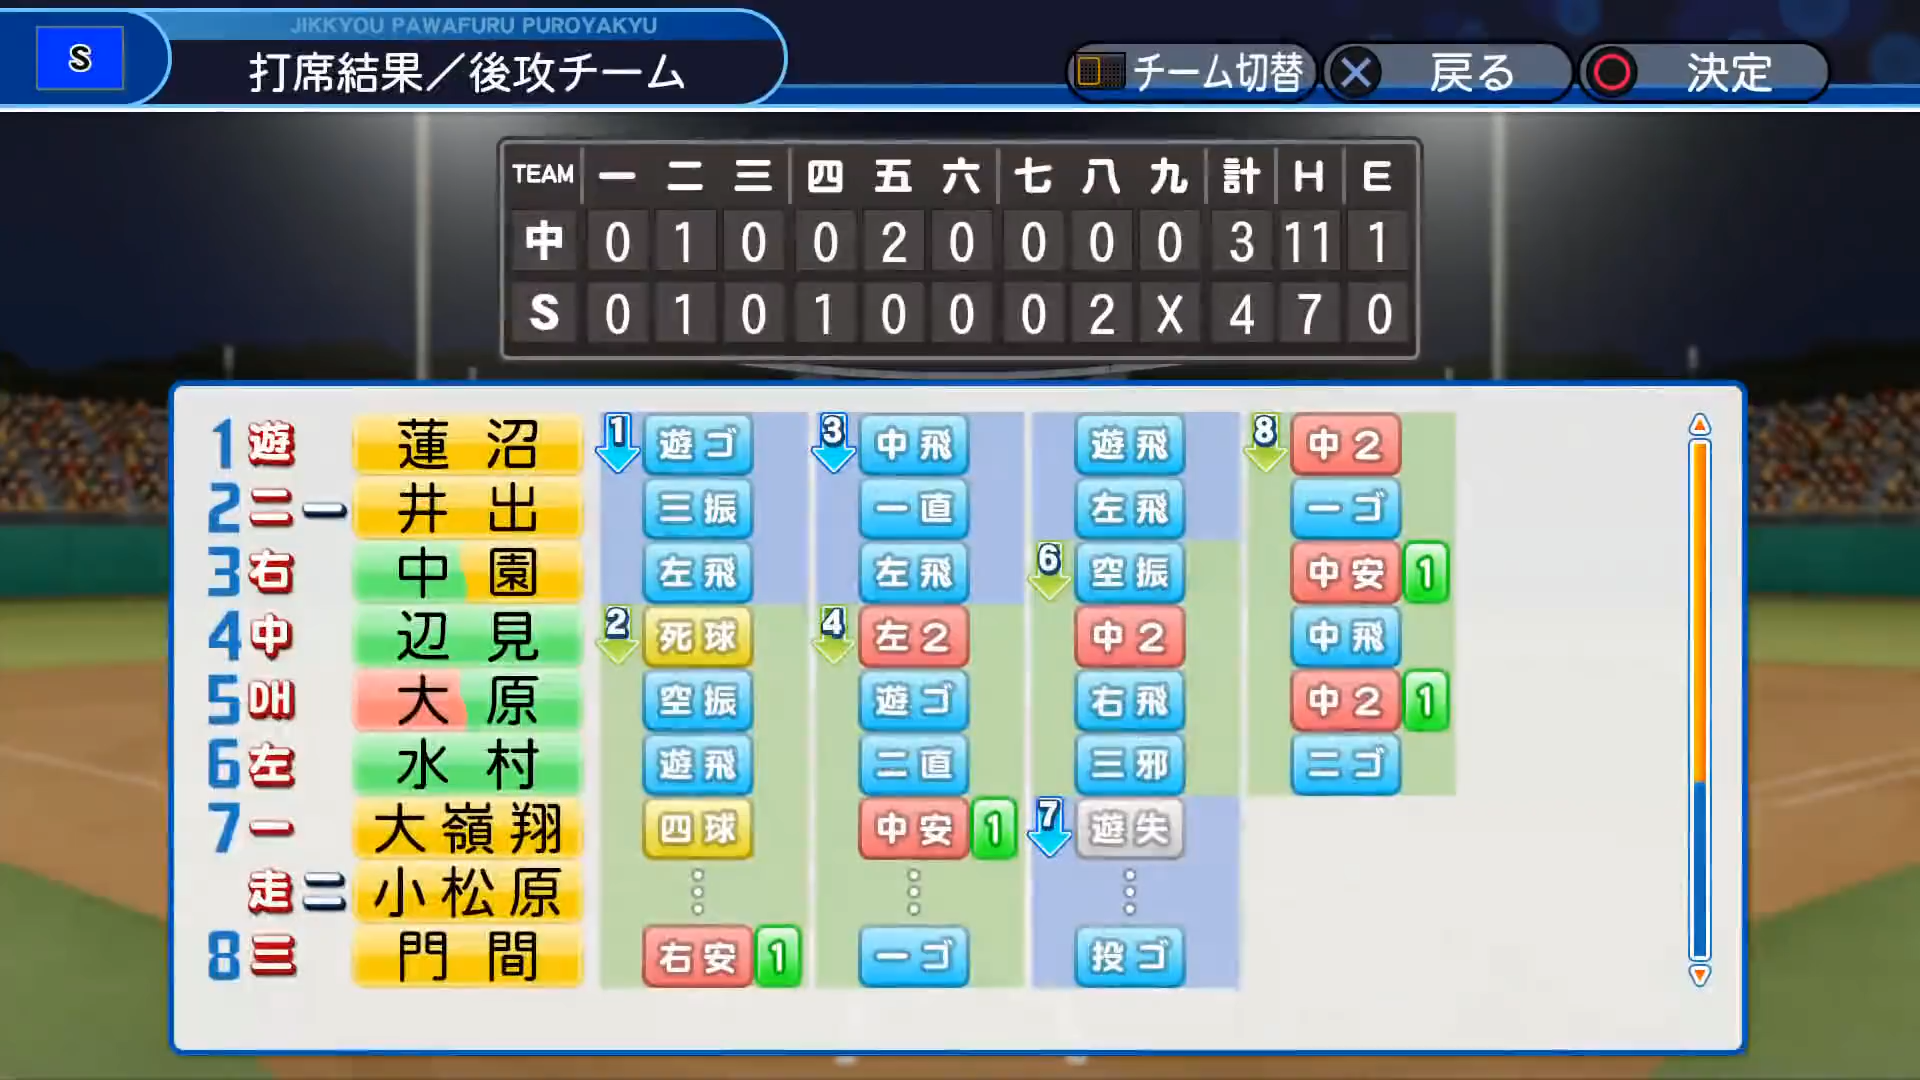 S
JIKKYOU PAWAFURU PUROYAKYU
打席結果／後攻チーム
チーム切替 戻る 決定
TEAM 一 二 三 四 五 六 七 八 九 計 H E
中 0 1 0 0 2 0 0 0 0 3 11 1
S 0 1 0 1 0 0 0 2 X 4 7 0
1 遊 蓮沼 1 遊ゴ 3 中飛 遊飛 8 中2
2 二一 井出 三振 一直 左飛 一ゴ
3 右 中園 左飛 左飛 6 空振 中安 1
4 中 辺見 2 死球 4 左2 中2 中飛
5 DH 大原 空振 遊ゴ 右飛 中2 1
6 左 水村 遊飛 二直 三邪 二ゴ
7 一 大嶺翔 四球 中安 1 7 遊失
走二 小松原
8 三 門間 右安 1 一ゴ 投ゴ